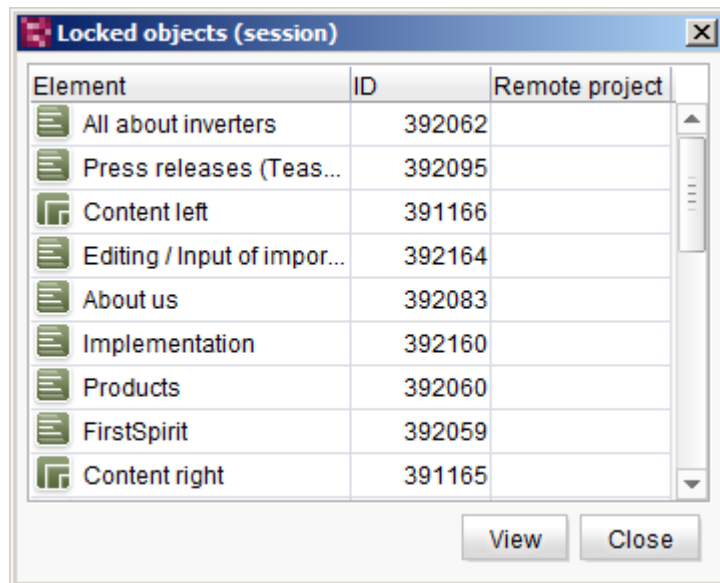 Locked objects (session)
Element ID Remote project
All about inverters 392062
Press releases (Teas... 392095
Content left 391166
Editing / Input of impor... 392164
About us 392083
Implementation 392160
Products 392060
FirstSpirit 392059
Content right 391165
View Close